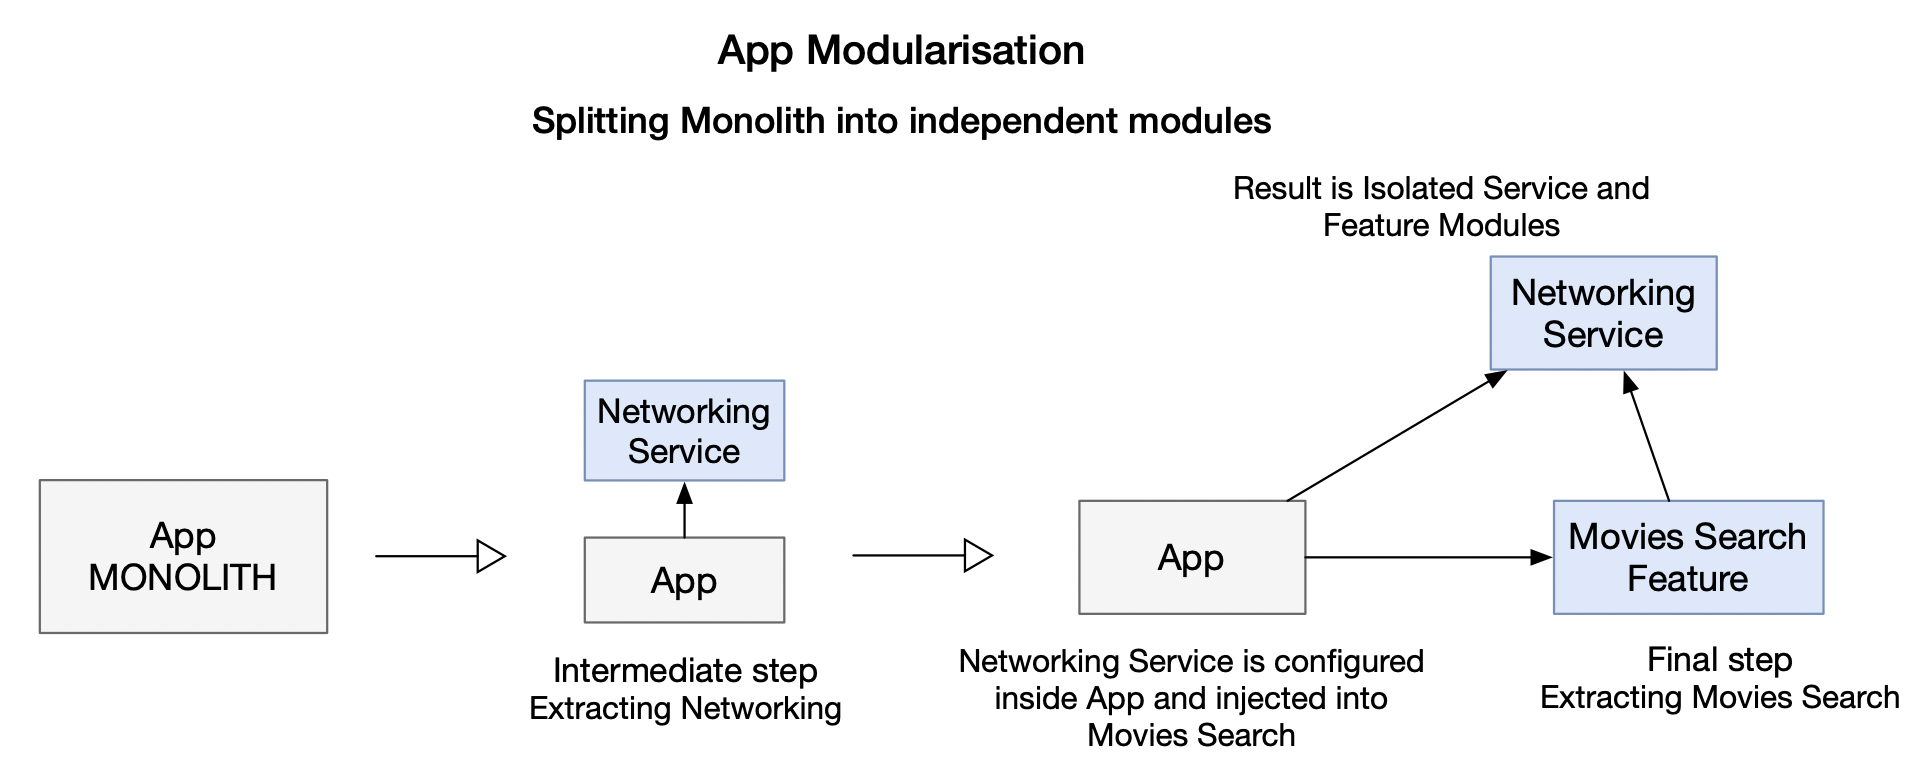 App Modularisation
Splitting Monolith into independent modules
Result is Isolated Service and
Feature Modules
Networking
Service
Networking
Service
App
MONOLITH
App
App
Movies Search
Feature
Intermediate step
Extracting Networking
Networking Service is configured
inside App and injected into
Movies Search
Final step
Extracting Movies Search